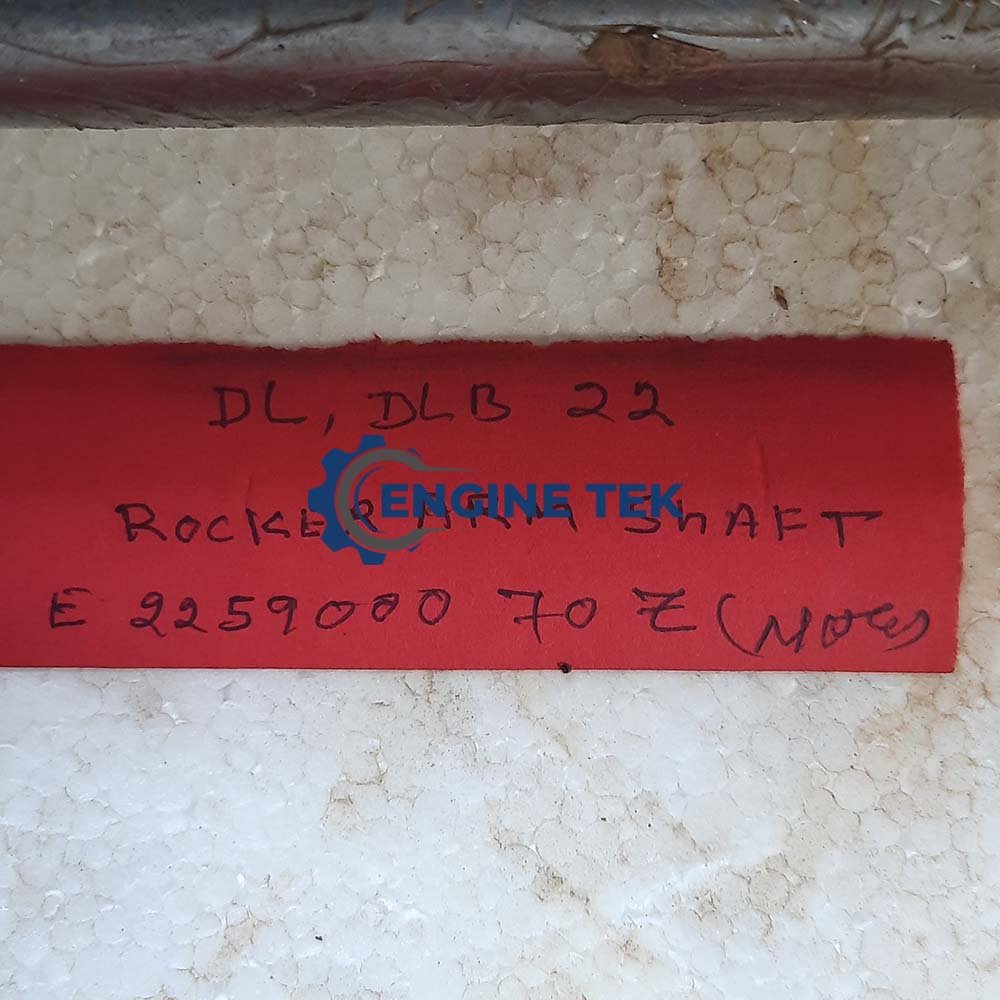 DL, DLB 22
ENGINE TEK
ROCKER ARM SHAFT
E 2259000 70 Z